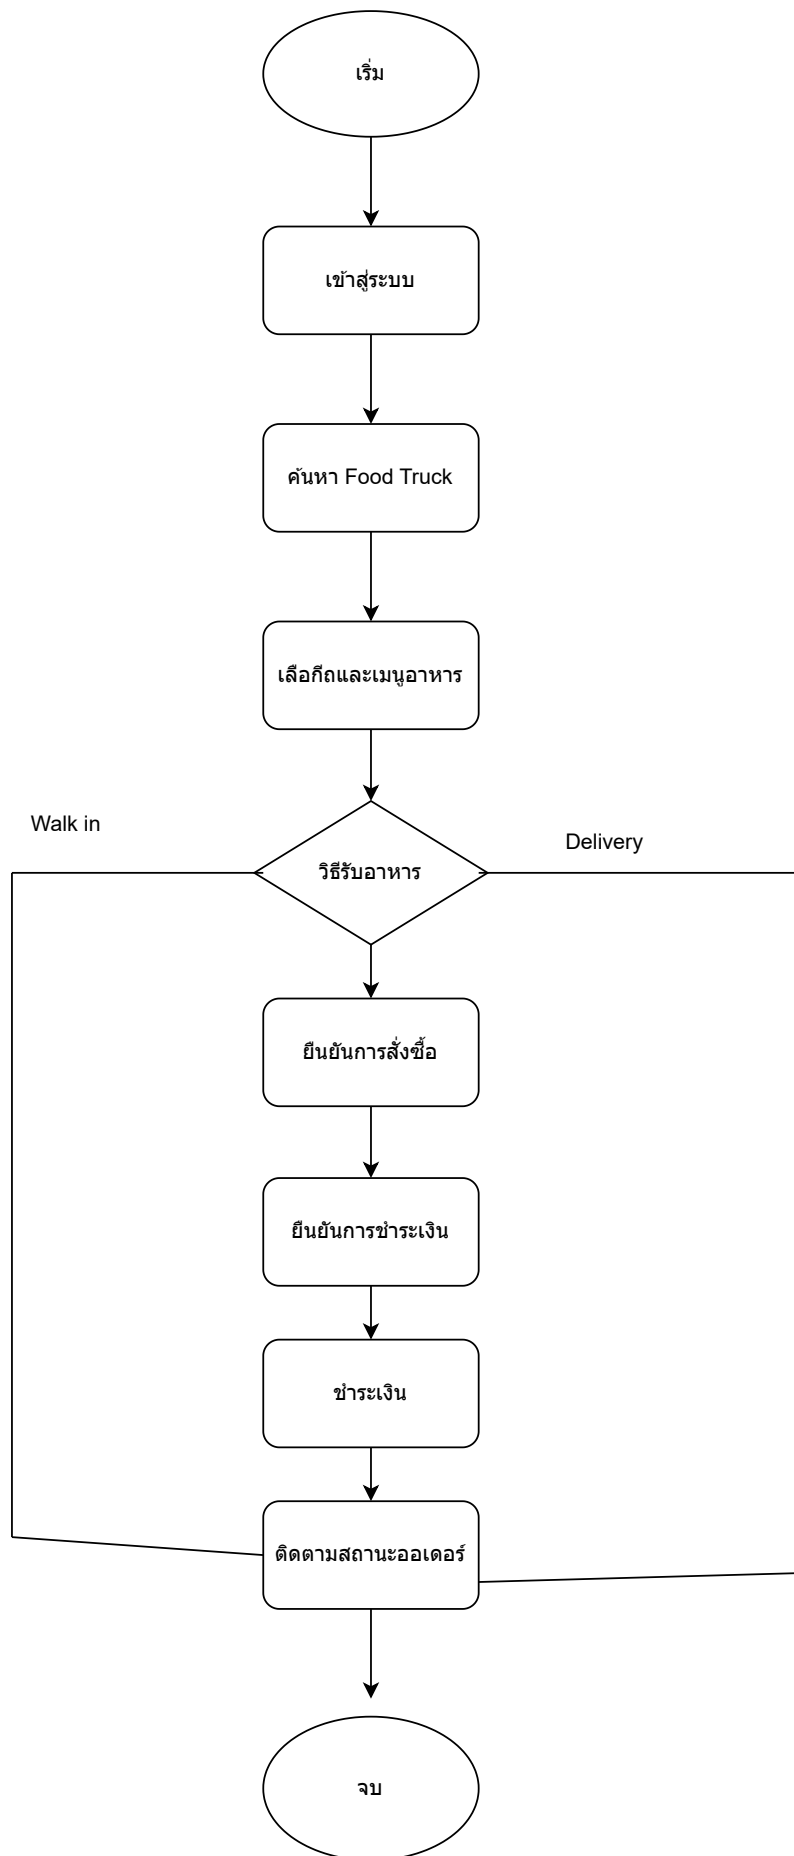 เริ่ม
เข้าสู่ระบบ
ค้นหา Food Truck
เลือกีถและเมนูอาหาร
Walk in
วิธีรับอาหาร
Delivery
ยืนยันการสั่งซื้อ
ยืนยันการชำระเงิน
ชำระเงิน
ติดตามสถานะออเดอร์
จบ